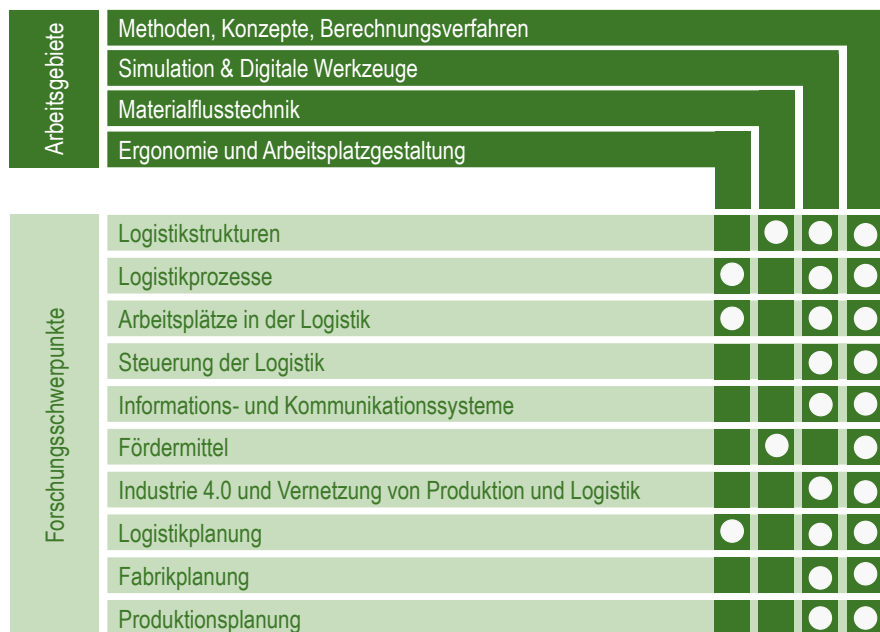 Arbeitsgebiete
Methoden, Konzepte, Berechnungsverfahren
Simulation & Digitale Werkzeuge
Materialflusstechnik
Ergonomie und Arbeitsplatzgestaltung
Forschungsschwerpunkte
Logistikstrukturen
Logistikprozesse
Arbeitsplätze in der Logistik
Steuerung der Logistik
Informations- und Kommunikationssysteme
Fördermittel
Industrie 4.0 und Vernetzung von Produktion und Logistik
Logistikplanung
Fabrikplanung
Produktionsplanung